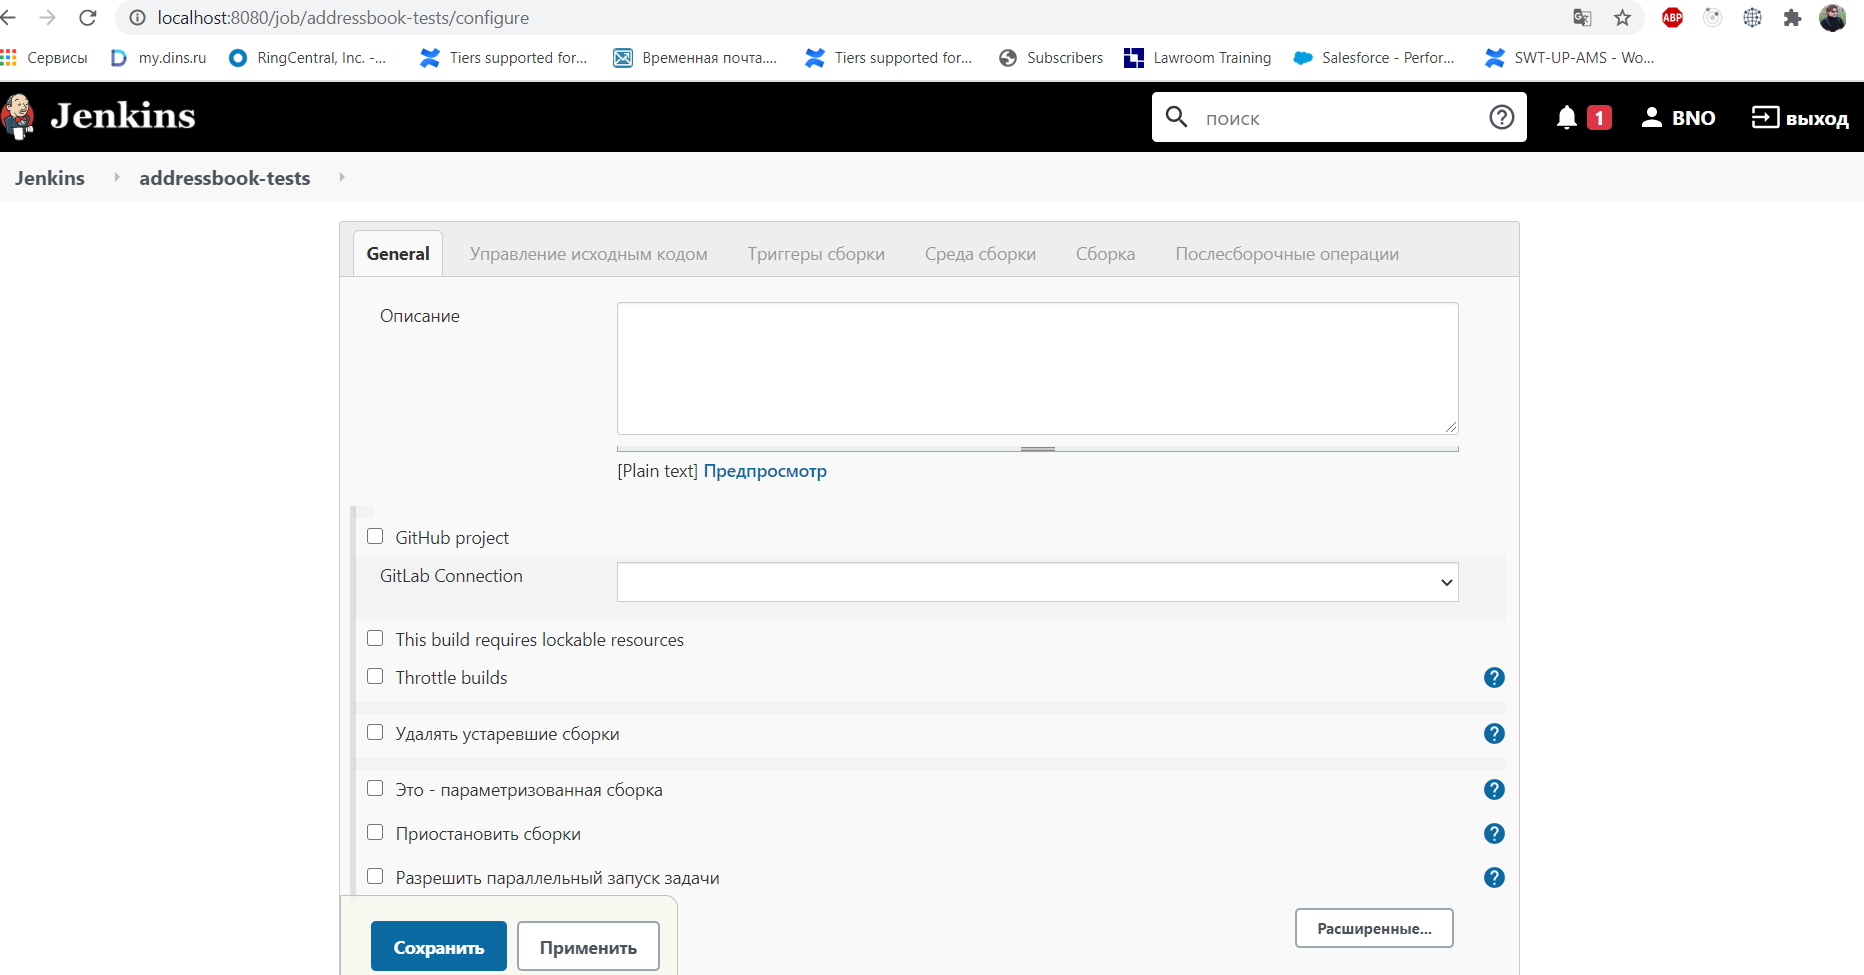 localhost:8080/job/addressbook-tests/configure
ABP
Сервисы my.dins.ru RingCentral, Inc. -... Tiers supported for... Временная почта.... Tiers supported for... Subscribers Lawroom Training Salesforce - Perfor... SWT-UP-AMS - Wo...
Jenkins поиск 1 BNO выход
Jenkins addressbook-tests
General Управление исходным кодом Триггеры сборки Среда сборки Сборка Послесборочные операции
Описание
[Plain text] Предпросмотр
GitHub project
GitLab Connection
This build requires lockable resources
Throttle builds
Удалять устаревшие сборки
Это - параметризованная сборка
Приостановить сборки
Разрешить параллельный запуск задачи
Расширенные...
Сохранить Применить